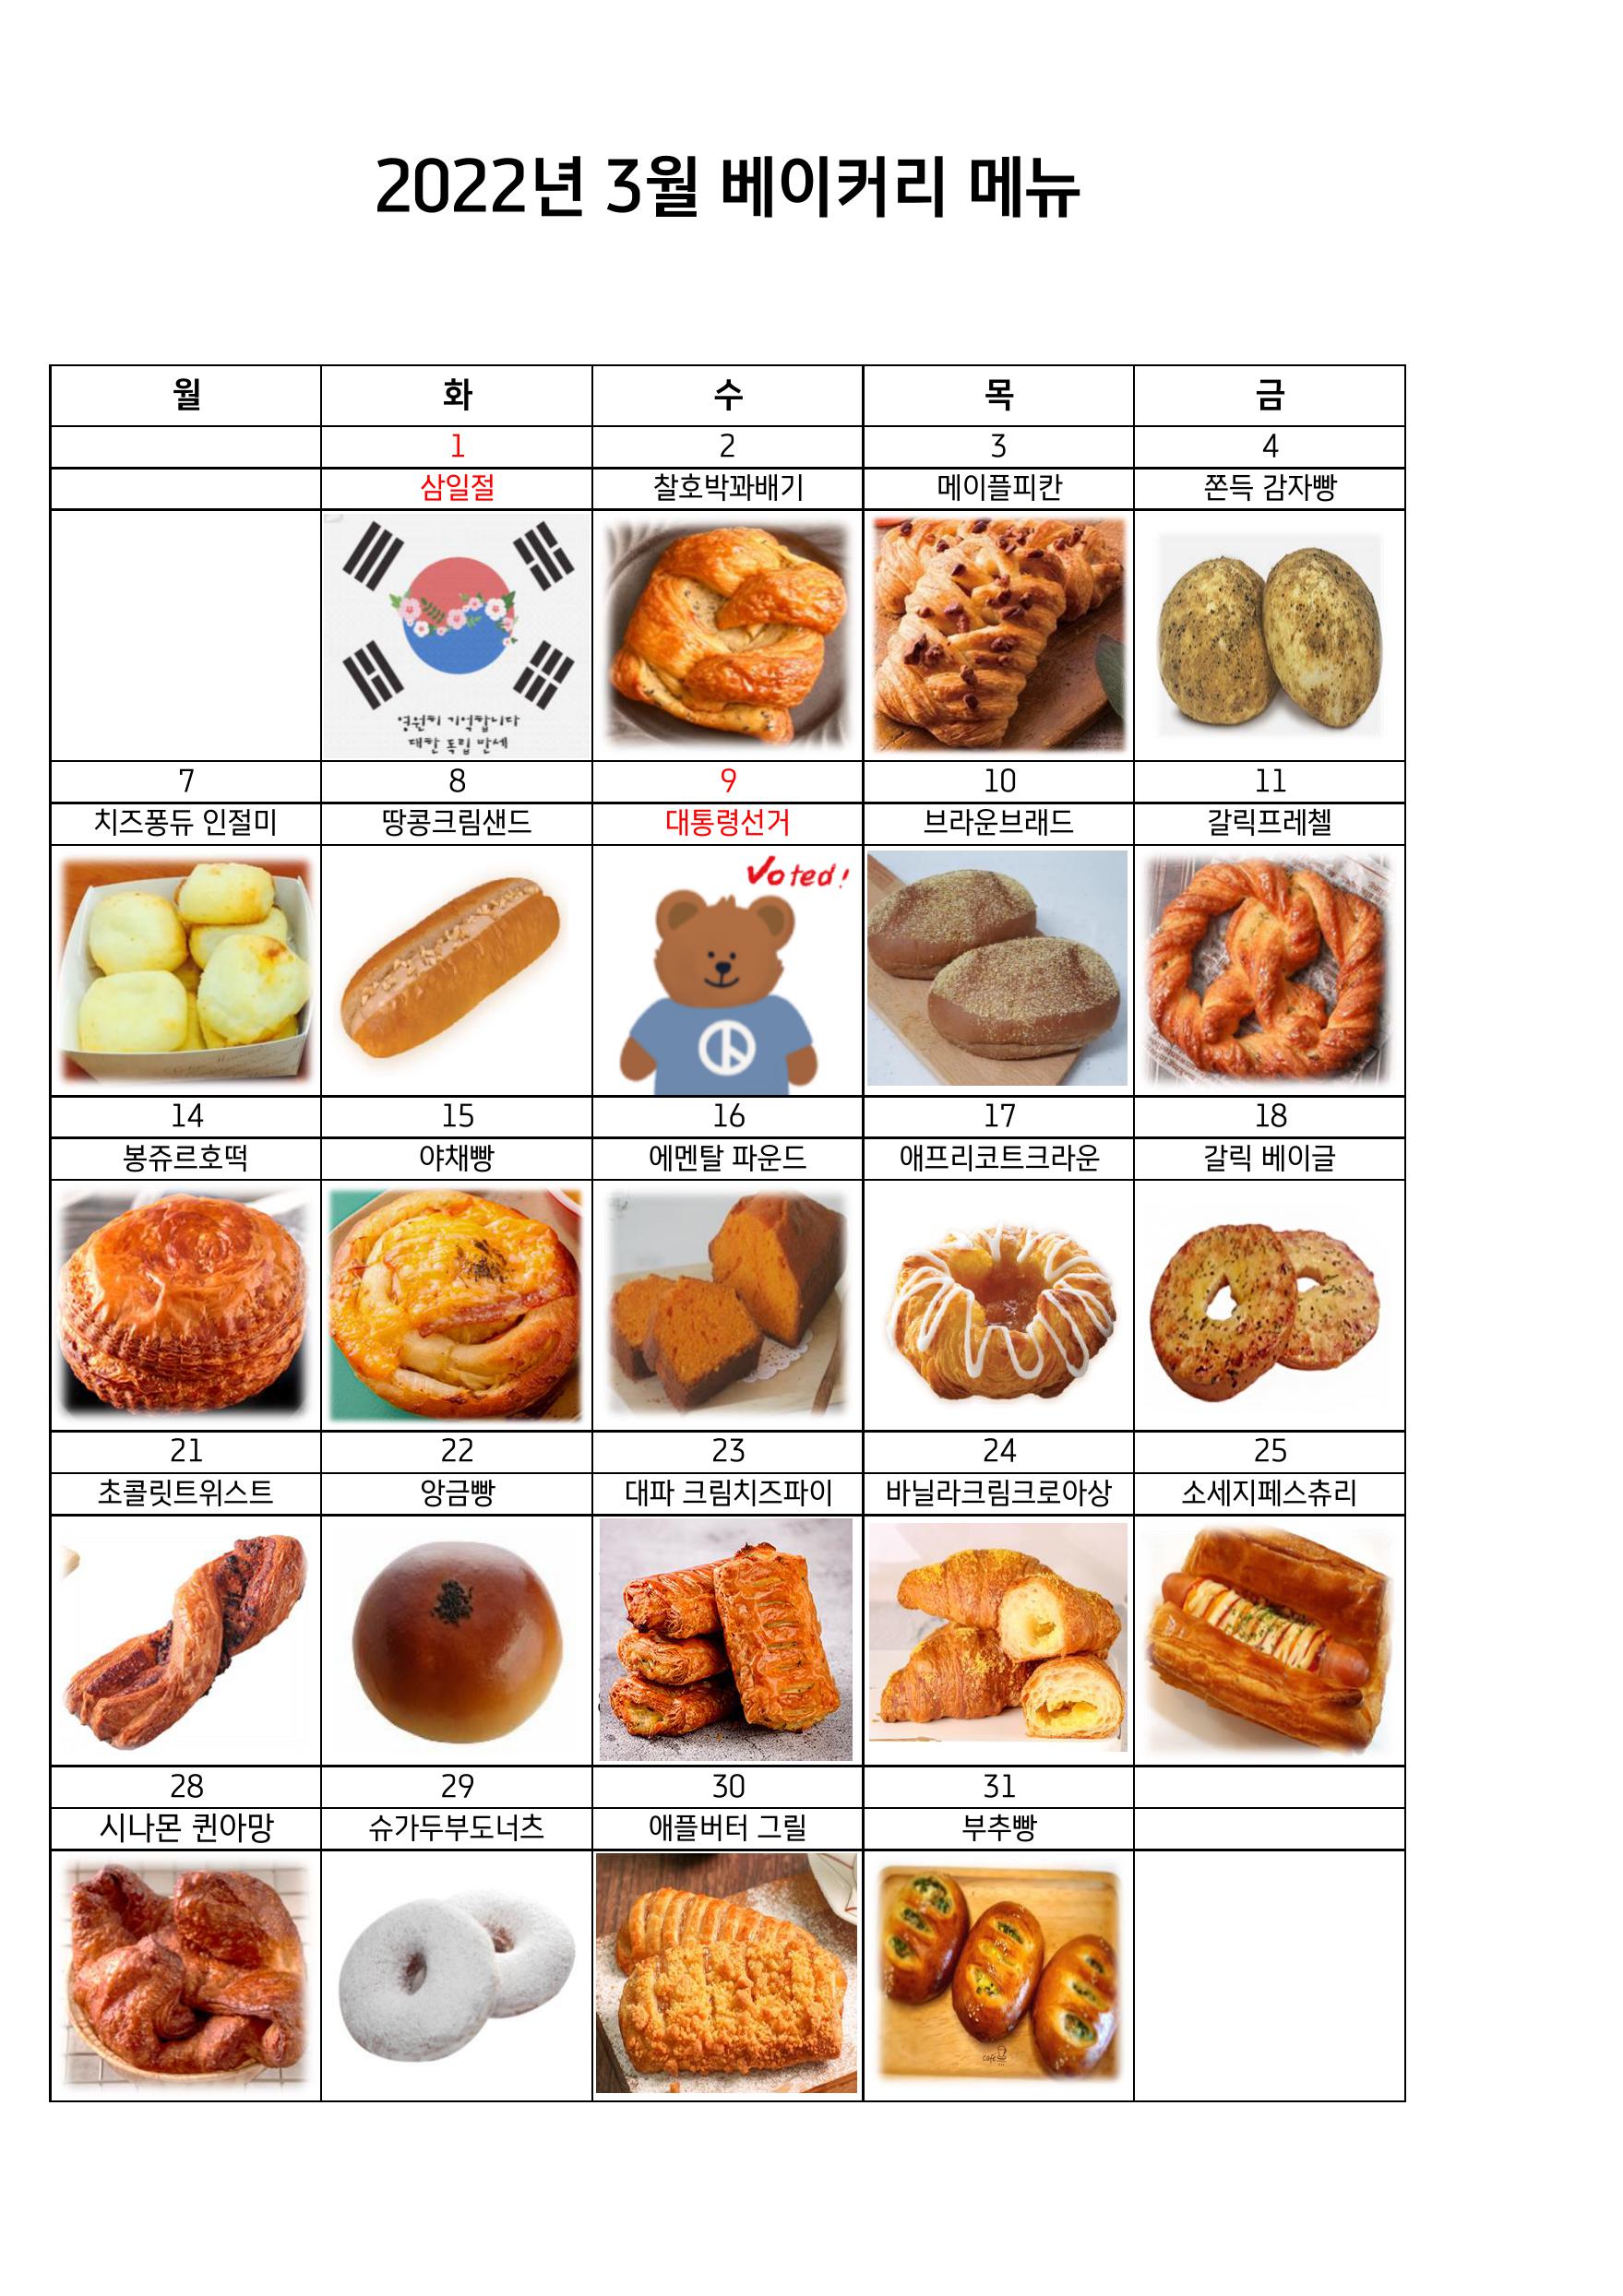 2022년 3월 베이커리 메뉴
월 화 수 목 금
1 2 3 4
삼일절 찰호박꽈배기 메이플피칸 쫀득 감자빵
영원히 기억합니다
대한 독립 만세
7 8 9 10 11
치즈퐁듀 인절미 땅콩크림샌드 대통령선거 브라운브래드 갈릭프레첼
Voted!
14 15 16 17 18
봉쥬르호떡 야채빵 에멘탈 파운드 애프리코트크라운 갈릭 베이글
21 22 23 24 25
초콜릿트위스트 앙금빵 대파 크림치즈파이 바닐라크림크로아상 소세지페스츄리
28 29 30 31
시나몬 퀸아망 슈가두부도너츠 애플버터 그릴 부추빵
cafe